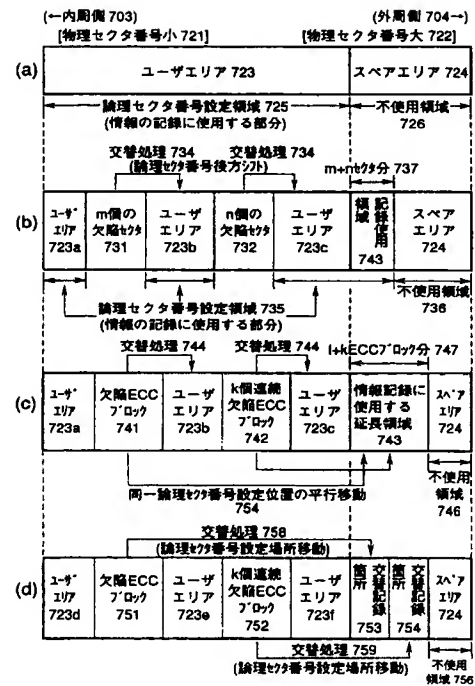 (←内周側 703)
(外周側 704→)
[物理セクタ番号小 721]
[物理セクタ番号大 722]
(a)
ユーザエリア 723
スペアエリア 724
論理セクタ番号設定領域 725
(情報の記録に使用する部分)
不使用領域
726
交替処理 734
交替処理 734
(論理セクタ番号後方シフト)
m+nセクタ分 737
(b)
ユーザ
エリア
723a
m個の
欠陥セクタ
731
ユーザ
エリア
723b
n個の
欠陥セクタ
732
ユーザ
エリア
723c
記録使用
領域
743
スペア
エリア
724
論理セクタ番号設定領域 735
(情報の記録に使用する部分)
不使用領域
736
交替処理 744
交替処理 744
l+kECCブロック分 747
(c)
ユーザ
エリア
723a
欠陥ECC
ブロック
741
ユーザ
エリア
723b
k個連続
欠陥ECC
ブロック
742
ユーザ
エリア
723c
情報記録に
使用する
延長領域
743
スペア
エリア
724
同一論理セクタ番号設定位置の平行移動
754
不使用
領域
746
交替処理 758
(論理セクタ番号設定場所移動)
(d)
ユーザ
エリア
723d
欠陥ECC
ブロック
751
ユーザ
エリア
723e
k個連続
欠陥ECC
ブロック
752
ユーザ
エリア
723f
交替記録
箇所
753
交替記録
箇所
754
スペア
エリア
724
交替処理 759
(論理セクタ番号設定場所移動)
不使用
領域 756